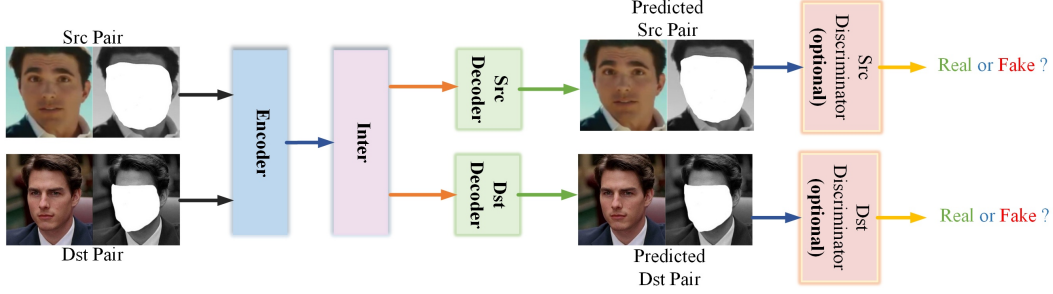 Src Pair
Dst Pair
Encoder
Inter
Src
Decoder
Dst
Decoder
Predicted
Src Pair
Predicted
Dst Pair
Src
Discriminator
(optional)
Real or Fake ?
Dst
Discriminator
(optional)
Real or Fake ?